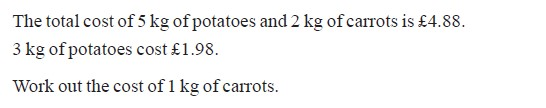 The total cost of 5 kg of potatoes and 2 kg of carrots is £4.88.
3 kg of potatoes cost £1.98.
Work out the cost of 1 kg of carrots.